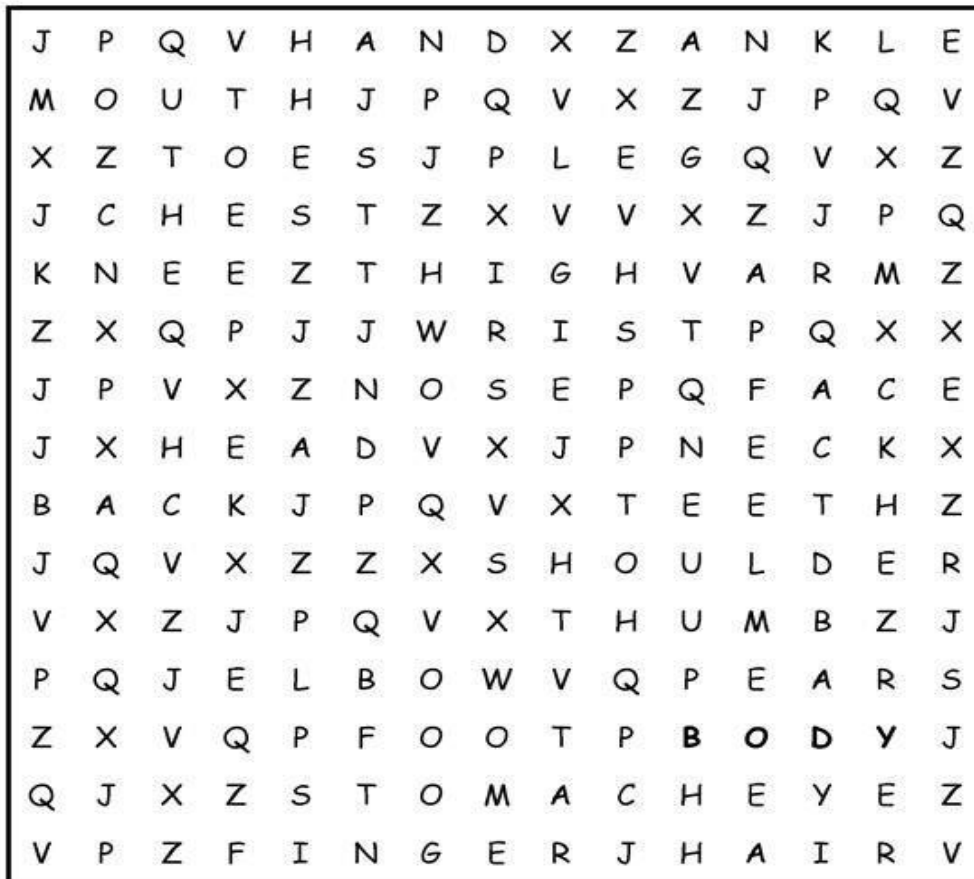 J P Q V H A N D X Z A N K L E
M O U T H J P Q V X Z J P Q V
X Z T O E S J P L E G Q V X Z
J C H E S T Z X V V X Z J P Q
K N E E Z T H I G H V A R M Z
Z X Q P J J W R I S T P Q X X
J P V X Z N O S E P Q F A C E
J X H E A D V X J P N E C K X
B A C K J P Q V X T E E T H Z
J Q V X Z Z X S H O U L D E R
V X Z J P Q V X T H U M B Z J
P Q J E L B O W V Q P E A R S
Z X V Q P F O O T P B O D Y J
Q J X Z S T O M A C H E Y E Z
V P Z F I N G E R J H A I R V